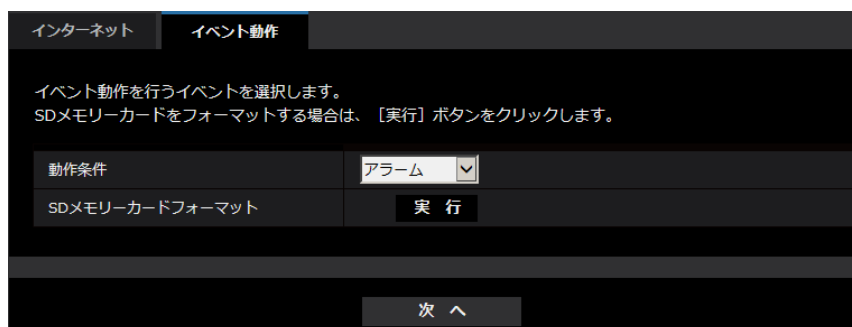 インターネット イベント動作
イベント動作を行うイベントを選択します。
SDメモリーカードをフォーマットする場合は、[実行] ボタンをクリックします。
動作条件 アラーム
SDメモリーカードフォーマット 実 行
次 へ